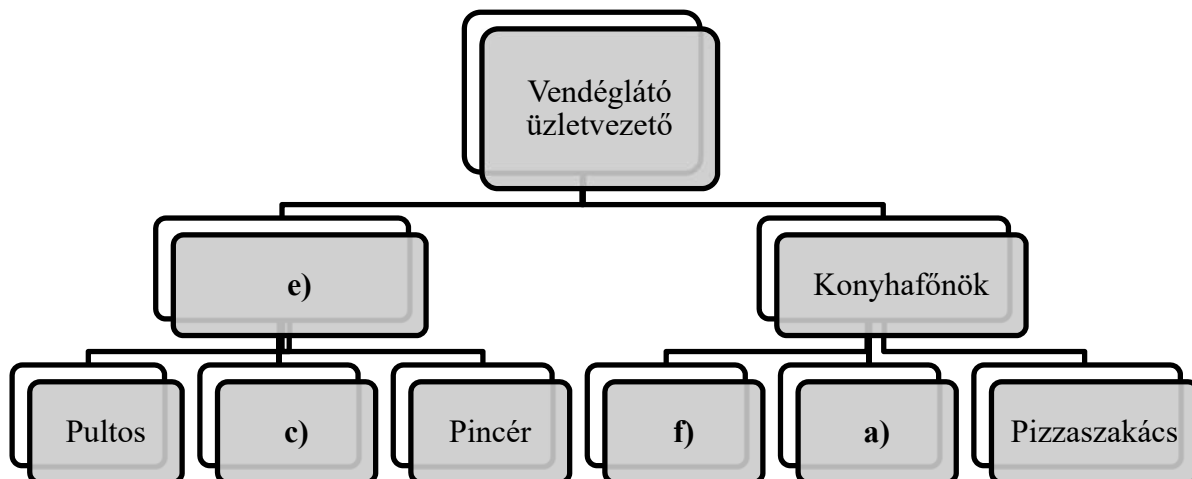 Vendéglátó
üzletvezető
e)
Konyhafőnök
Pultos
c)
Pincér
f)
a)
Pizzaszakács